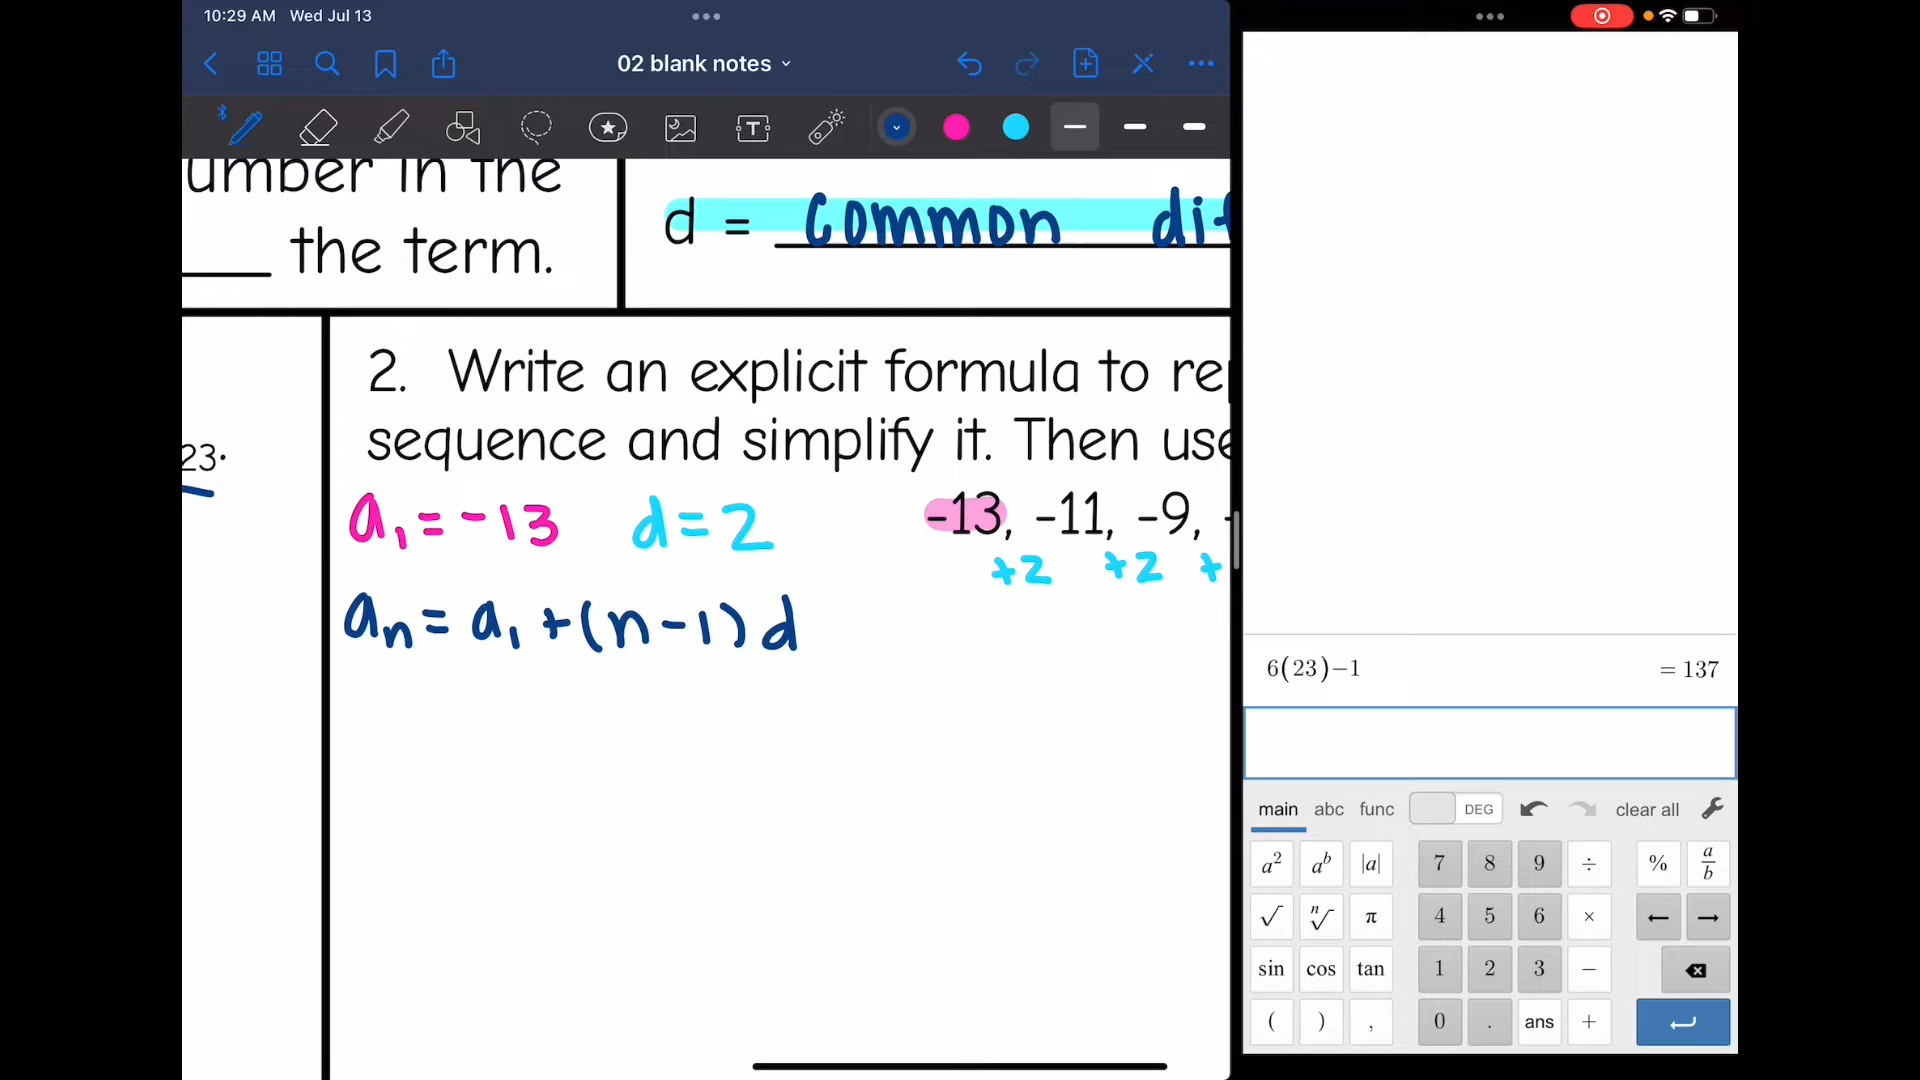 10:29 AM Wed Jul 13
02 blank notes
T
umber in the
the term.
d = common
2. Write an explicit formula to
sequence and simplify it. Then
23.
a₁ = -13 d = 2
-13, -11, -9,
+2 +2 +
aₙ = a₁ + (n-1)d
6(23)−1 = 137
main abc func DEG clear all
a² aᵇ |a| 7 8 9 ÷ % a/b
√ ⁿ√ π 4 5 6 × ← →
sin cos tan 1 2 3 −
( ) , 0 . ans +